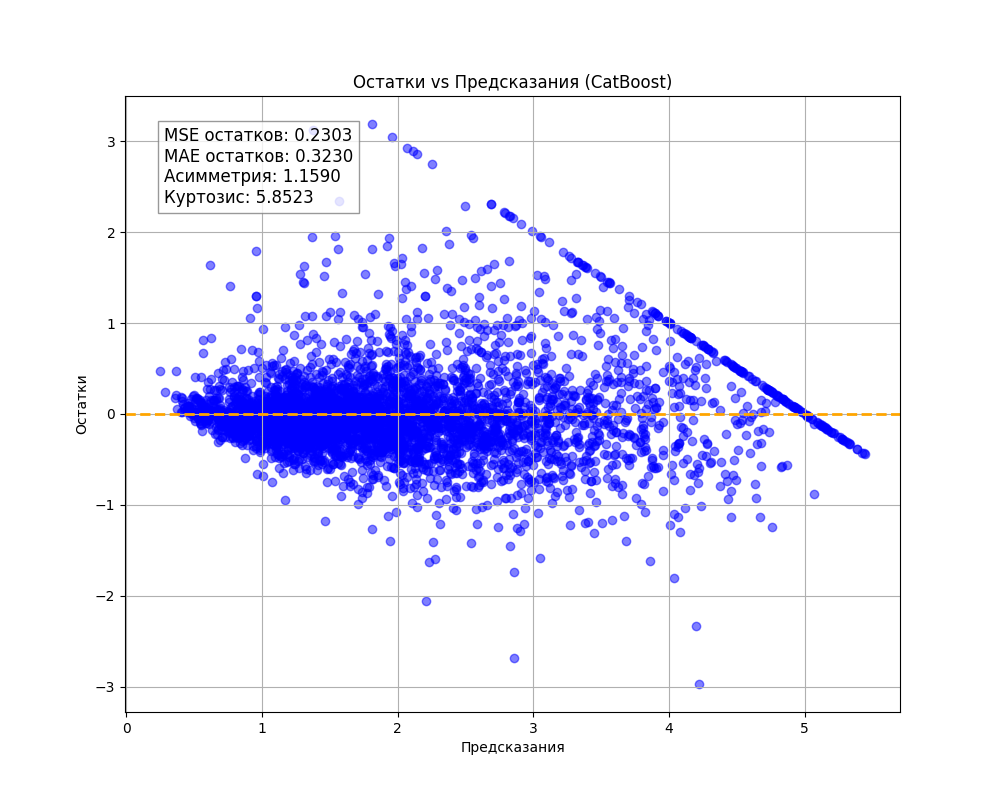 Остатки vs Предсказания (CatBoost)
MSE остатков: 0.2303
MAE остатков: 0.3230
Асимметрия: 1.1590
Куртозис: 5.8523
Остатки
3
2
1
0
−1
−2
−3
0 1 2 3 4 5
Предсказания